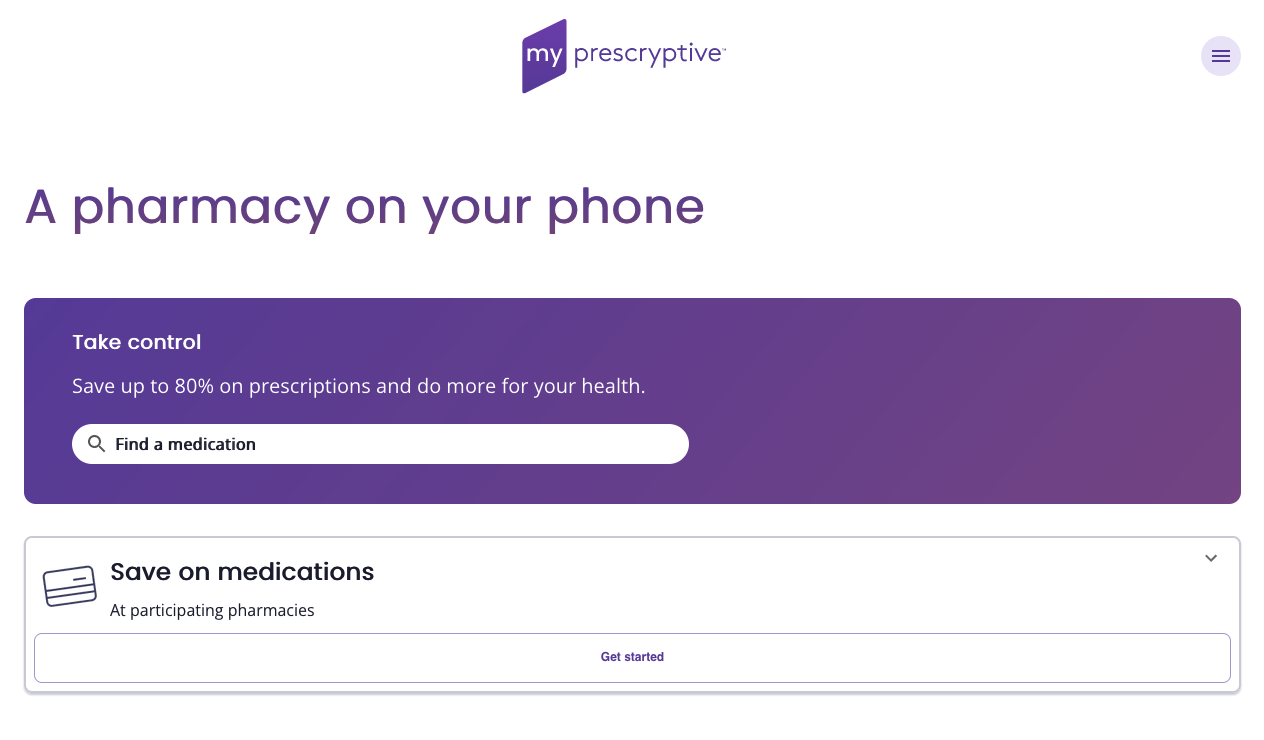 my prescryptive™
A pharmacy on your phone
Take control
Save up to 80% on prescriptions and do more for your health.
Find a medication
Save on medications
At participating pharmacies
Get started